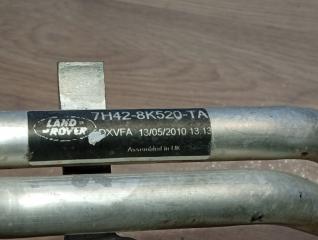 7H42-8K520-TA
LAND
ROVER
DXVFA 13/05/2010 13:13
Assembled in UK